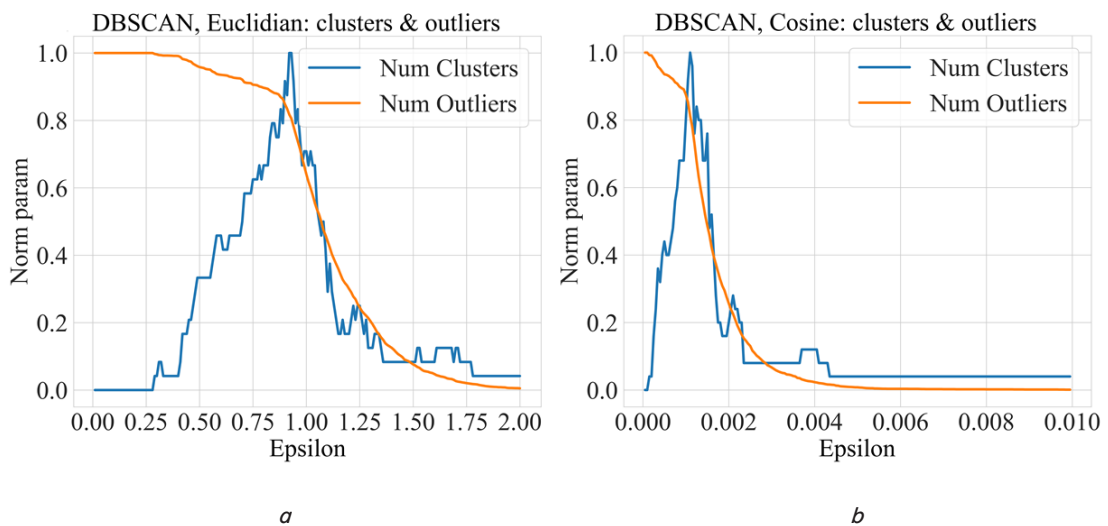 DBSCAN, Euclidian: clusters & outliers
1.0
0.8
0.6
0.4
0.2
0.0
Norm param
Num Clusters
Num Outliers
0.00 0.25 0.50 0.75 1.00 1.25 1.50 1.75 2.00
Epsilon
a
DBSCAN, Cosine: clusters & outliers
1.0
0.8
0.6
0.4
0.2
0.0
Norm param
Num Clusters
Num Outliers
0.000 0.002 0.004 0.006 0.008 0.010
Epsilon
b